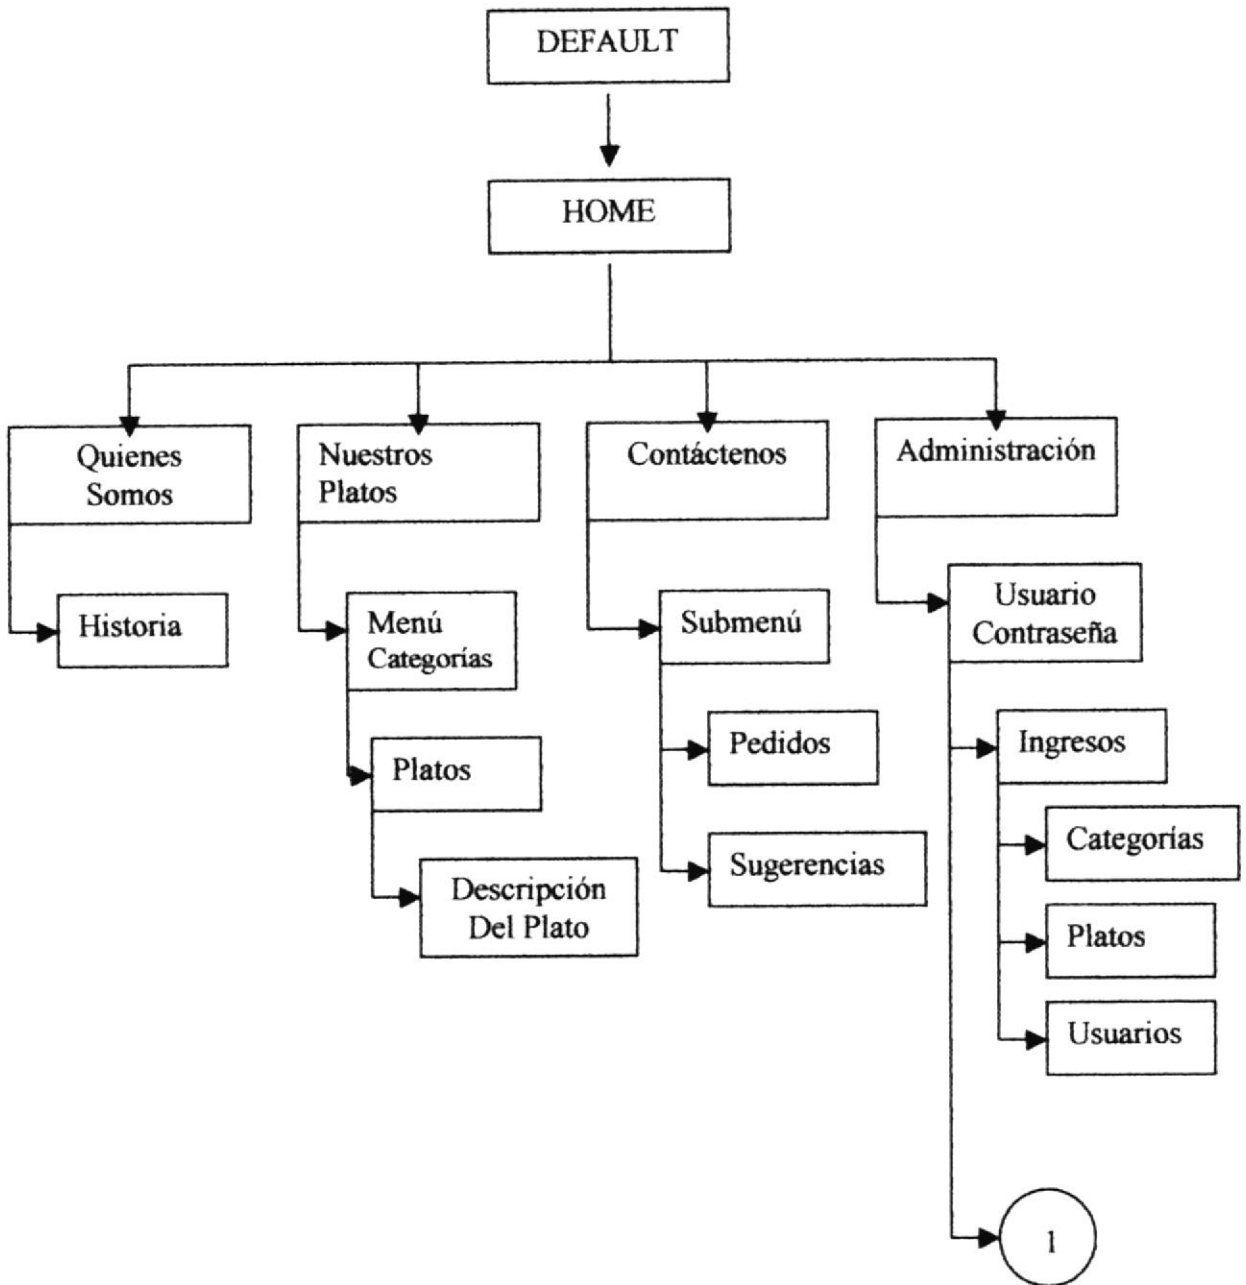 DEFAULT
HOME
Quienes
Somos
Historia
Nuestros
Platos
Menú
Categorías
Platos
Descripción
Del Plato
Contáctenos
Submenú
Pedidos
Sugerencias
Administración
Usuario
Contraseña
Ingresos
Categorías
Platos
Usuarios
1